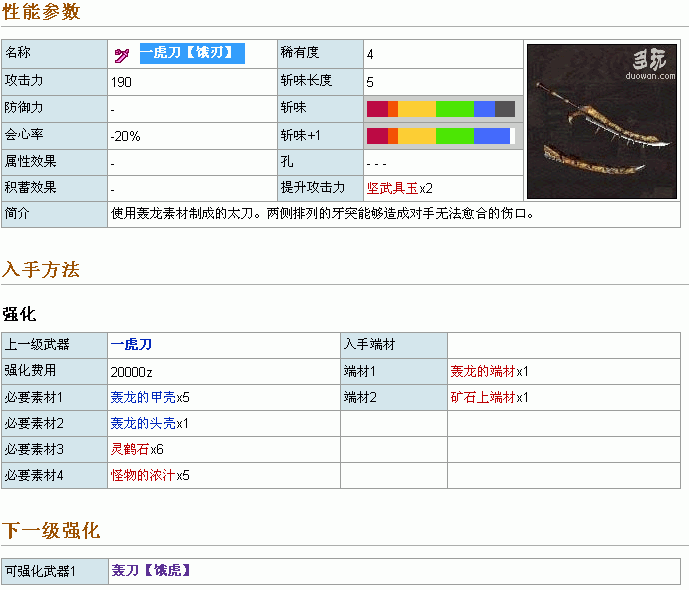 性能参数
名称 一虎刀【饿刃】 稀有度 4
攻击力 190 斩味长度 5
防御力 - 斩味
会心率 -20% 斩味+1
属性效果 - 孔 - - -
积蓄效果 - 提升攻击力 坚武具玉x2
多玩
duowan.com
简介 使用轰龙素材制成的太刀。两侧排列的牙突能够造成对手无法愈合的伤口。
入手方法
强化
上一级武器 一虎刀 入手端材
强化费用 20000z 端材1 轰龙的端材x1
必要素材1 轰龙的甲壳x5 端材2 矿石上端材x1
必要素材2 轰龙的头壳x1
必要素材3 灵鹤石x6
必要素材4 怪物的浓汁x5
下一级强化
可强化武器1 轰刀【饿虎】